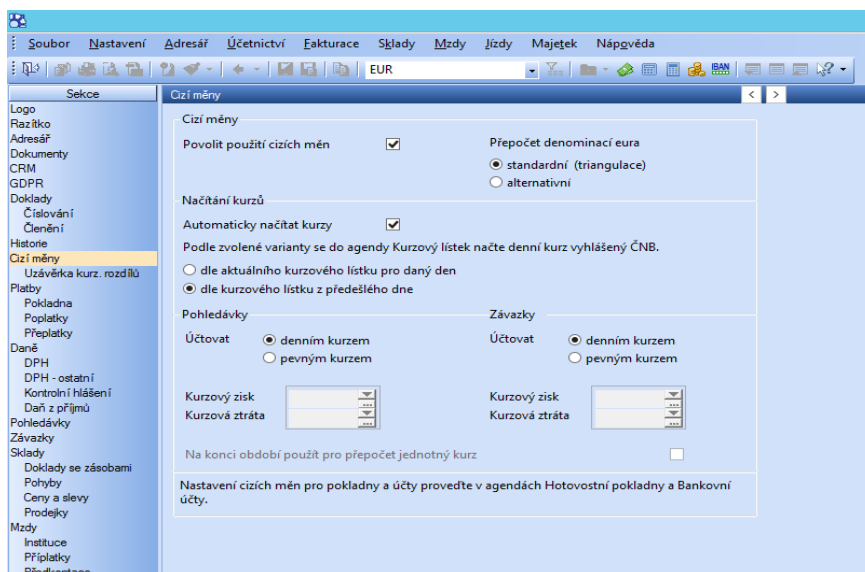 Soubor Nastavení Adresář Účetnictví Fakturace Sklady Mzdy Jízdy Majetek Nápověda
EUR
IBAN
Sekce
Logo
Razítko
Adresář
Dokumenty
CRM
GDPR
Doklady
Číslování
Členění
Historie
Cizí měny
Uzávěrka kurz. rozdílů
Platby
Pokladna
Poplatky
Přeplatky
Daně
DPH
DPH - ostatní
Kontrolní hlášení
Daň z příjmů
Pohledávky
Závazky
Sklady
Doklady se zásobami
Pohyby
Ceny a slevy
Prodejky
Mzdy
Instituce
Příplatky
Předkontace
Cizí měny
Cizí měny
Povolit použití cizích měn
Přepočet denominací eura
standardní (triangulace)
alternativní
Načítání kurzů
Automaticky načítat kurzy
Podle zvolené varianty se do agendy Kurzový lístek načte denní kurz vyhlášený ČNB.
dle aktuálního kurzového lístku pro daný den
dle kurzového lístku z předešlého dne
Pohledávky
Účtovat denním kurzem
pevným kurzem
Kurzový zisk
Kurzová ztráta
Závazky
Účtovat denním kurzem
pevným kurzem
Kurzový zisk
Kurzová ztráta
Na konci období použít pro přepočet jednotný kurz
Nastavení cizích měn pro pokladny a účty proveďte v agendách Hotovostní pokladny a Bankovní
účty.